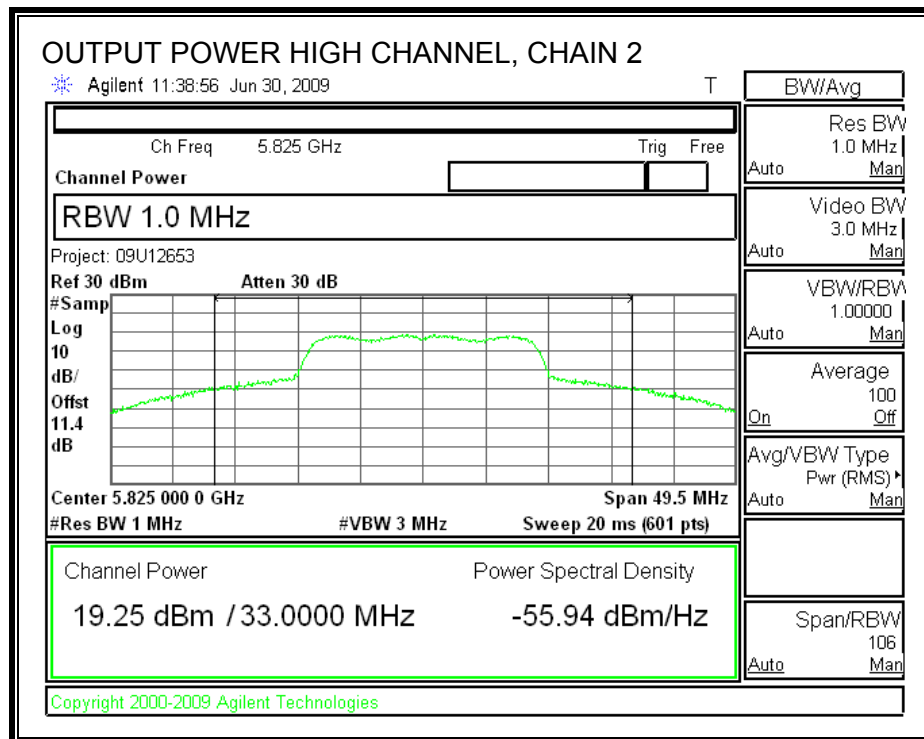 OUTPUT POWER HIGH CHANNEL, CHAIN 2
Agilent 11:38:56 Jun 30, 2009 T
Ch Freq 5.825 GHz Trig Free
Channel Power
RBW 1.0 MHz
Project: 09U12653
Ref 30 dBm Atten 30 dB
#Samp
Log
10
dB/
Offst
11.4
dB
Center 5.825 000 0 GHz Span 49.5 MHz
#Res BW 1 MHz #VBW 3 MHz Sweep 20 ms (601 pts)
Channel Power Power Spectral Density
19.25 dBm / 33.0000 MHz -55.94 dBm/Hz
Copyright 2000-2009 Agilent Technologies
BW/Avg
Res BW
1.0 MHz
Auto Man
Video BW
3.0 MHz
Auto Man
VBW/RBW
1.00000
Auto Man
Average
100
On Off
Avg/VBW Type
Pwr (RMS)
Auto Man
Span/RBW
106
Auto Man